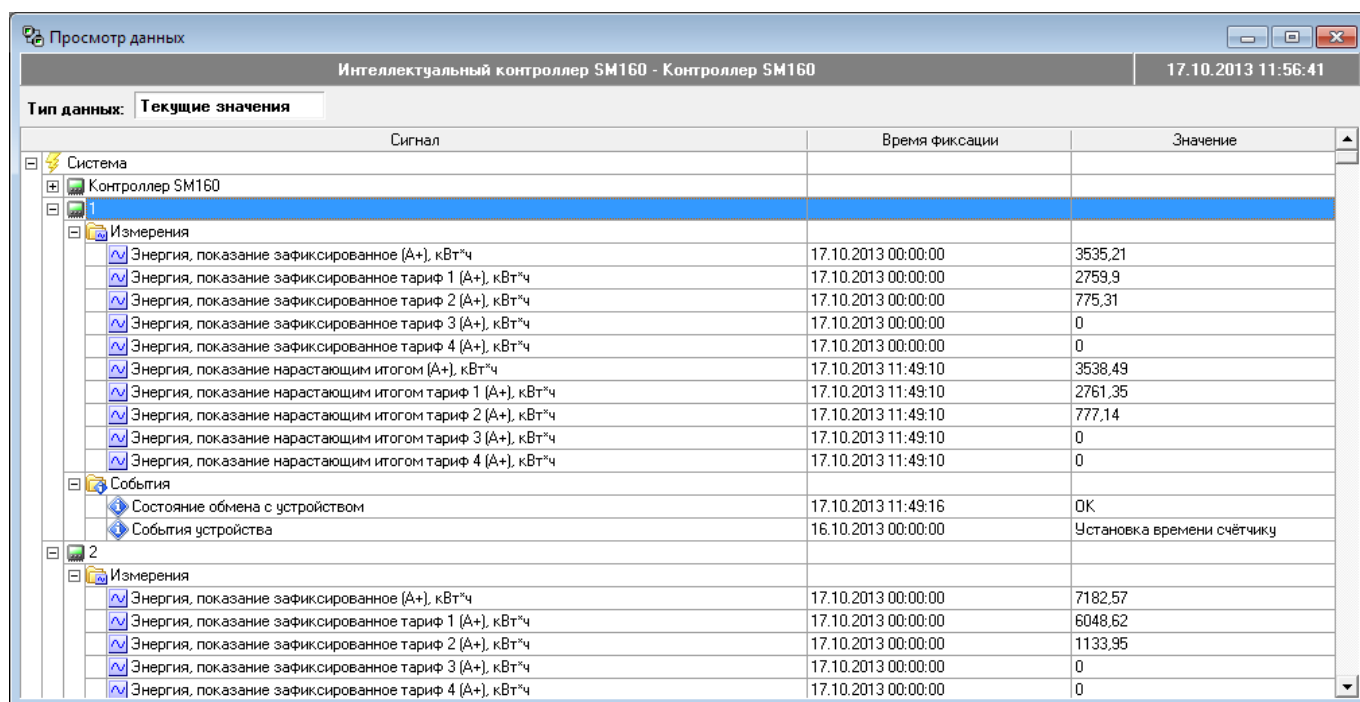 Просмотр данных
Интеллектуальный контроллер SM160 - Контроллер SM160 17.10.2013 11:56:41
Тип данных: Текущие значения
Сигнал Время фиксации Значение
Система
Контроллер SM160
1
Измерения
Энергия, показание зафиксированное (А+), кВт*ч 17.10.2013 00:00:00 3535,21
Энергия, показание зафиксированное тариф 1 (А+), кВт*ч 17.10.2013 00:00:00 2759,9
Энергия, показание зафиксированное тариф 2 (А+), кВт*ч 17.10.2013 00:00:00 775,31
Энергия, показание зафиксированное тариф 3 (А+), кВт*ч 17.10.2013 00:00:00 0
Энергия, показание зафиксированное тариф 4 (А+), кВт*ч 17.10.2013 00:00:00 0
Энергия, показание нарастающим итогом (А+), кВт*ч 17.10.2013 11:49:10 3538,49
Энергия, показание нарастающим итогом тариф 1 (А+), кВт*ч 17.10.2013 11:49:10 2761,35
Энергия, показание нарастающим итогом тариф 2 (А+), кВт*ч 17.10.2013 11:49:10 777,14
Энергия, показание нарастающим итогом тариф 3 (А+), кВт*ч 17.10.2013 11:49:10 0
Энергия, показание нарастающим итогом тариф 4 (А+), кВт*ч 17.10.2013 11:49:10 0
События
Состояние обмена с устройством 17.10.2013 11:49:16 ОК
События устройства 16.10.2013 00:00:00 Установка времени счётчику
2
Измерения
Энергия, показание зафиксированное (А+), кВт*ч 17.10.2013 00:00:00 7182,57
Энергия, показание зафиксированное тариф 1 (А+), кВт*ч 17.10.2013 00:00:00 6048,62
Энергия, показание зафиксированное тариф 2 (А+), кВт*ч 17.10.2013 00:00:00 1133,95
Энергия, показание зафиксированное тариф 3 (А+), кВт*ч 17.10.2013 00:00:00 0
Энергия, показание зафиксированное тариф 4 (А+), кВт*ч 17.10.2013 00:00:00 0